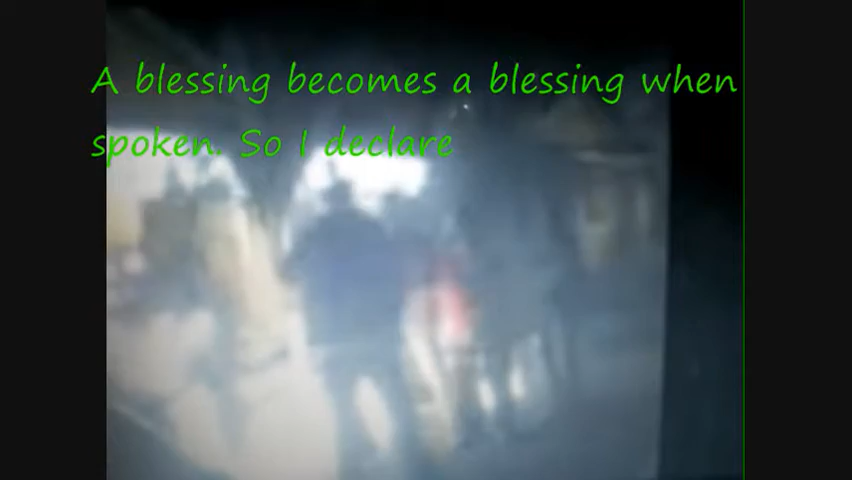 A blessing becomes a blessing when
spoken. So I declare